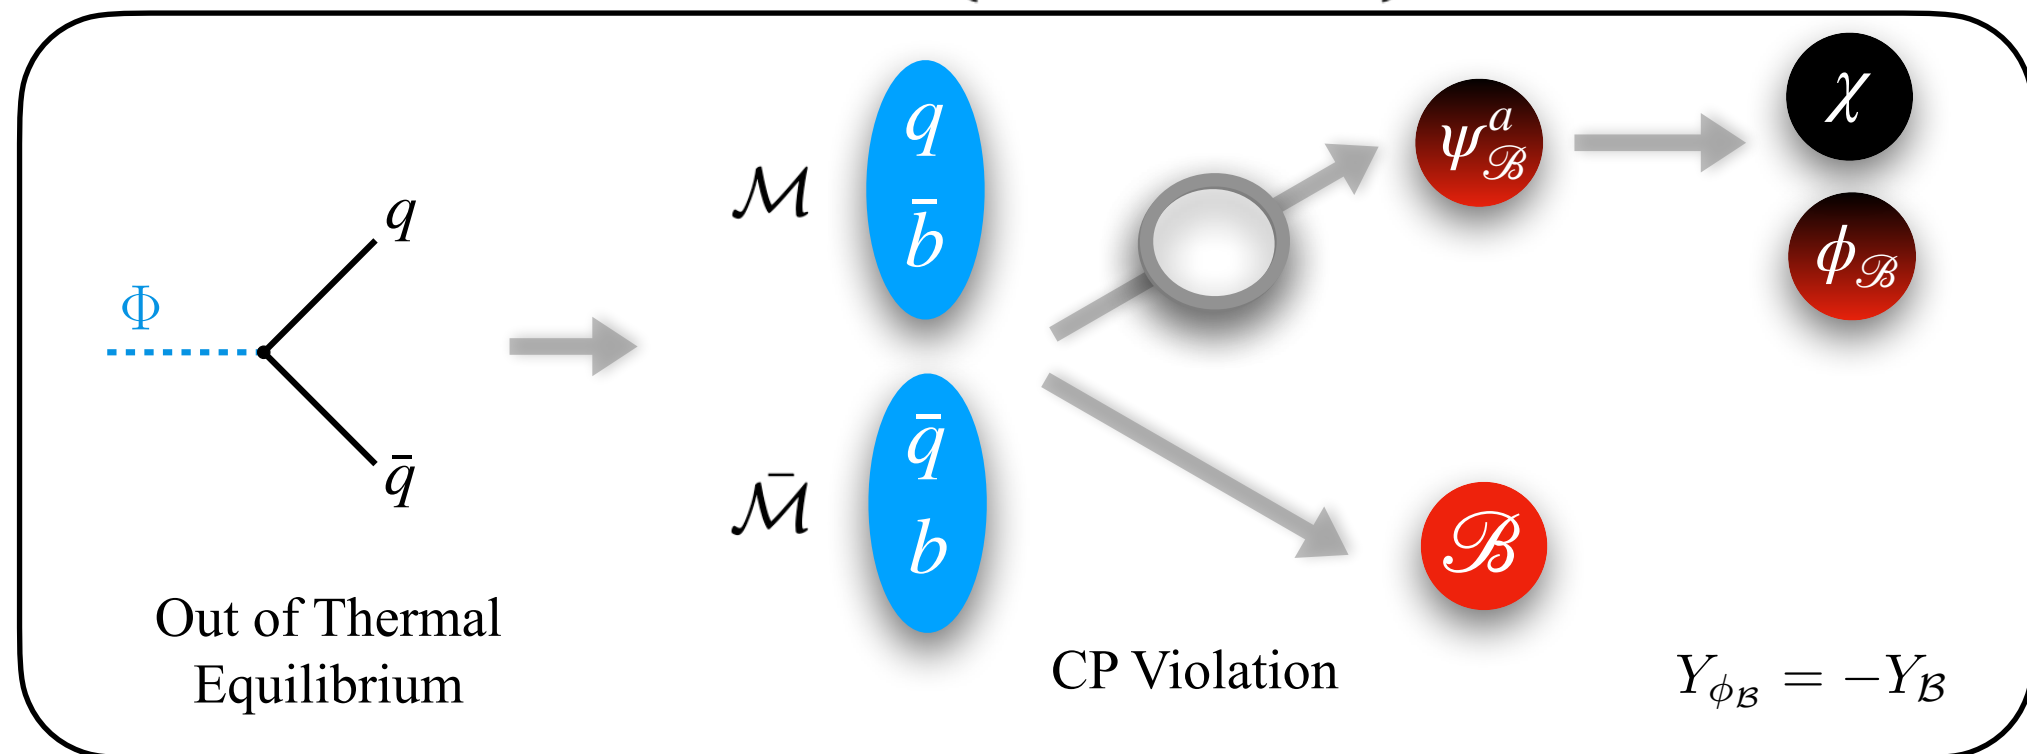 Φ
q
q̄
Out of Thermal
Equilibrium
ℳ
q
b̄
ℳ̄
q̄
b
CP Violation
ψ^a_ℬ
ℬ
χ
ϕ_ℬ
Y_{ϕ_ℬ} = −Y_ℬ